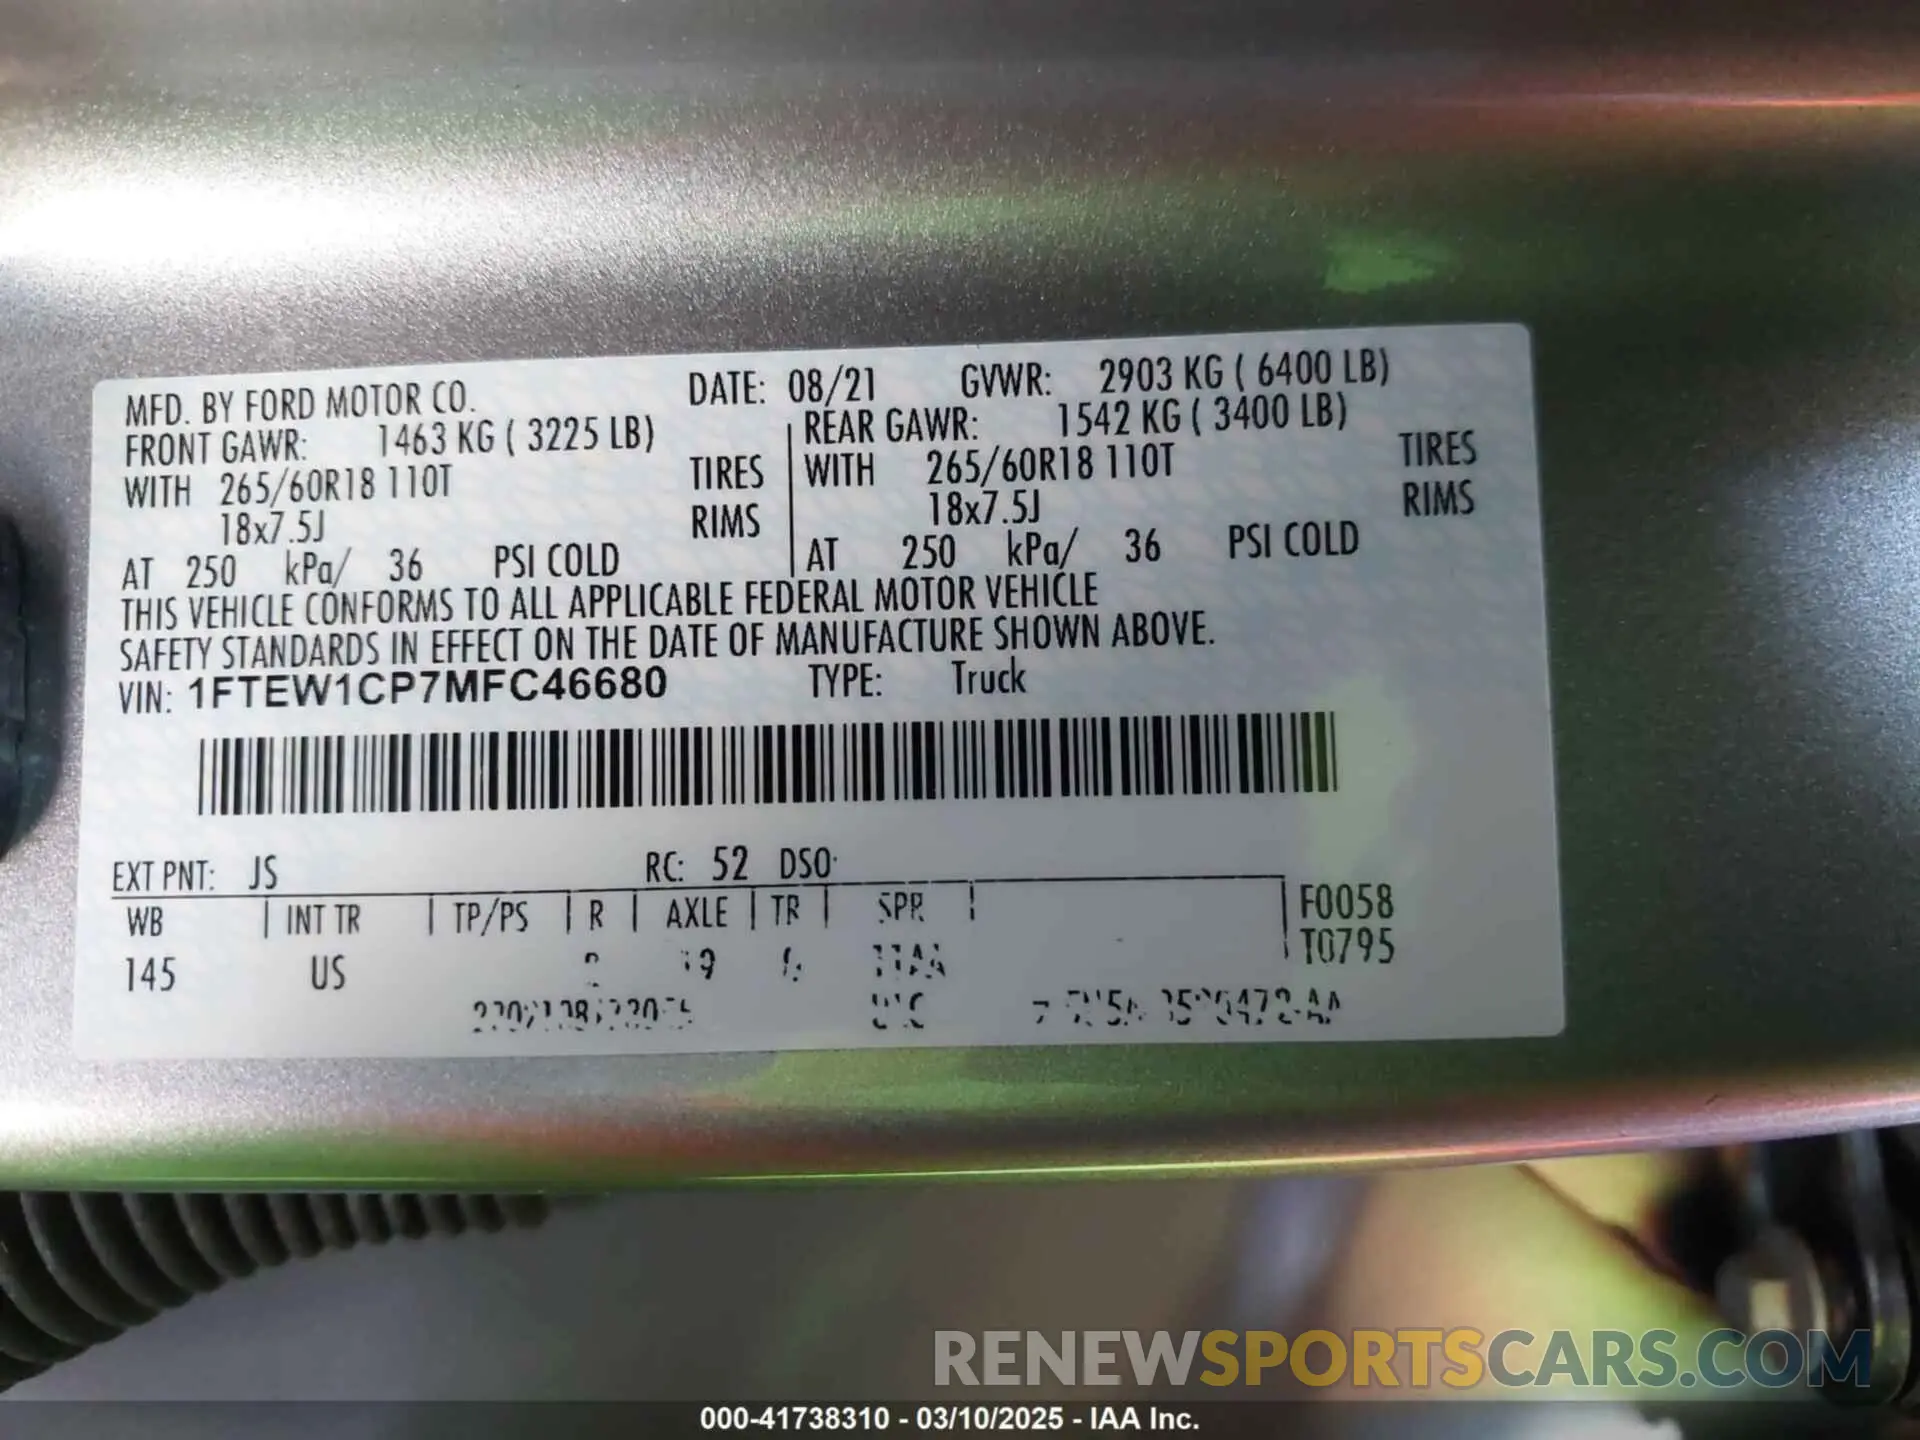 MFD. BY FORD MOTOR CO. DATE: 08/21 GVWR: 2903 KG ( 6400 LB)
FRONT GAWR: 1463 KG ( 3225 LB) REAR GAWR: 1542 KG ( 3400 LB)
WITH 265/60R18 110T TIRES WITH 265/60R18 110T TIRES
18x7.5J RIMS 18x7.5J RIMS
AT 250 kPa/ 36 PSI COLD AT 250 kPa/ 36 PSI COLD
THIS VEHICLE CONFORMS TO ALL APPLICABLE FEDERAL MOTOR VEHICLE
SAFETY STANDARDS IN EFFECT ON THE DATE OF MANUFACTURE SHOWN ABOVE.
VIN: 1FTEW1CP7MFC46680 TYPE: Truck
EXT PNT: JS RC: 52 DSO:
WB INT TR TP/PS R AXLE TR SPR F0058
T0795
145 US
RENEWSPORTSCARS.COM
000-41738310 - 03/10/2025 - IAA Inc.